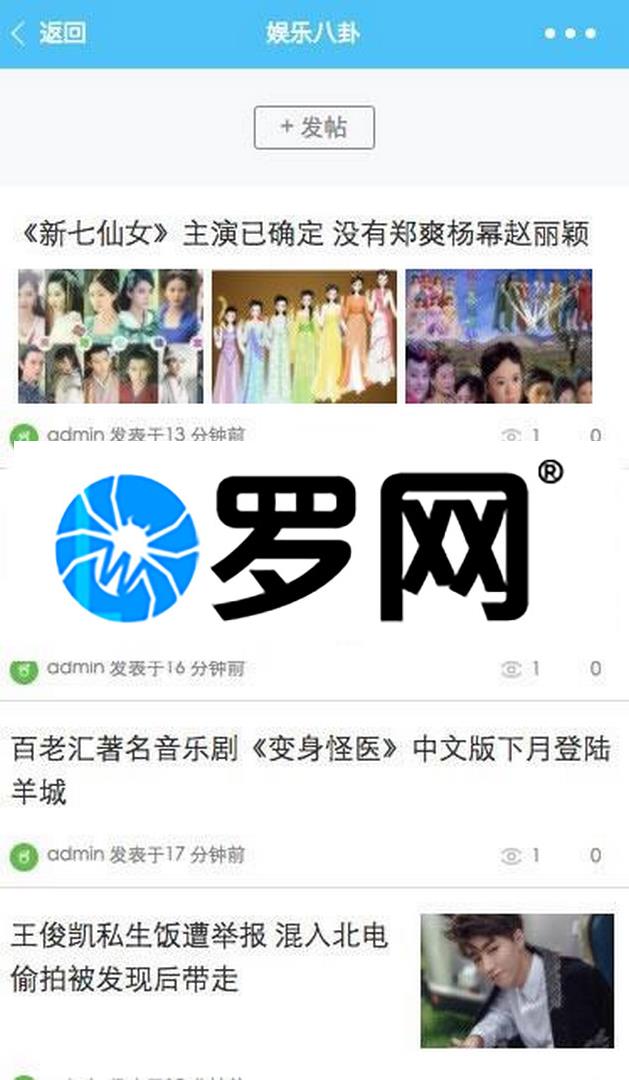 返回
娱乐八卦
+ 发帖
《新七仙女》主演已确定 没有郑爽杨幂赵丽颖
admin 发表于13 分钟前
1 0
罗网®
admin 发表于16 分钟前
1 0
百老汇著名音乐剧《变身怪医》中文版下月登陆
羊城
admin 发表于17 分钟前
1 0
王俊凯私生饭遭举报 混入北电
偷拍被发现后带走